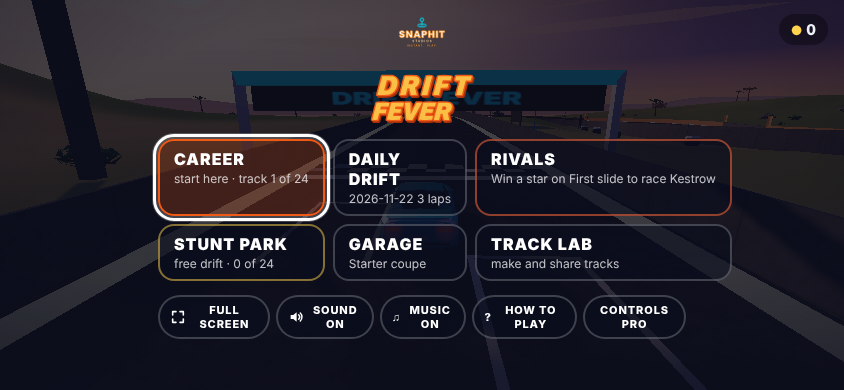 SNAPHIT
STUDIOS
0
DRIFT
FEVER
CAREER
start here · track 1 of 24
DAILY
DRIFT
2026-11-22 3 laps
RIVALS
Win a star on First slide to race Kestrow
STUNT PARK
free drift · 0 of 24
GARAGE
Starter coupe
TRACK LAB
make and share tracks
FULL
SCREEN
SOUND
ON
♫ MUSIC
ON
? HOW TO
PLAY
CONTROLS
PRO